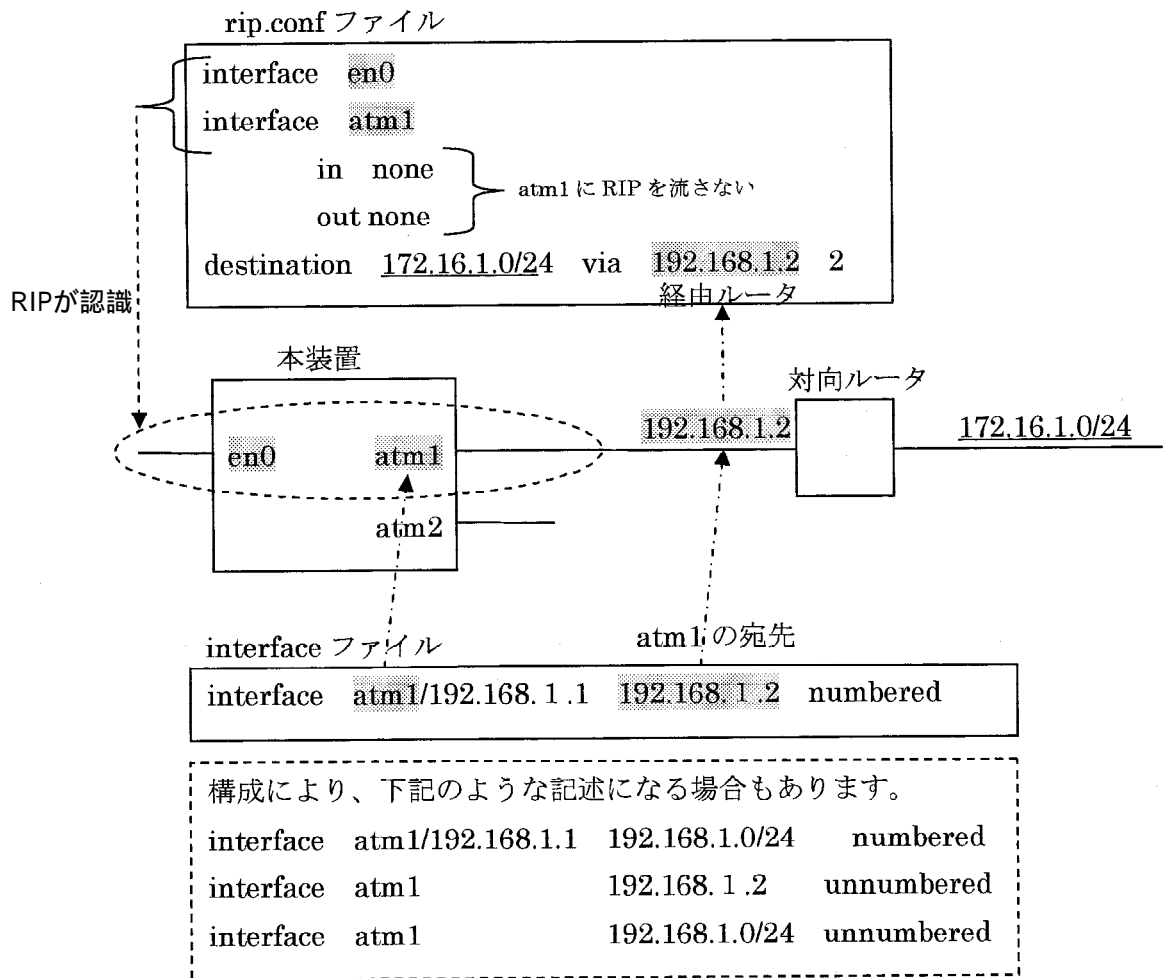 rip.conf ファイル
interface en0
interface atm1
in none
out none
atm1 に RIP を流さない
destination 172.16.1.0/24 via 192.168.1.2 2
経由ルータ
RIPが認識
本装置
対向ルータ
192.168.1.2
172.16.1.0/24
en0 atm1
atm2
interface ファイル
atm1 の宛先
interface atm1/192.168.1.1 192.168.1.2 numbered
構成により、下記のような記述になる場合もあります。
interface atm1/192.168.1.1 192.168.1.0/24 numbered
interface atm1 192.168.1.2 unnumbered
interface atm1 192.168.1.0/24 unnumbered